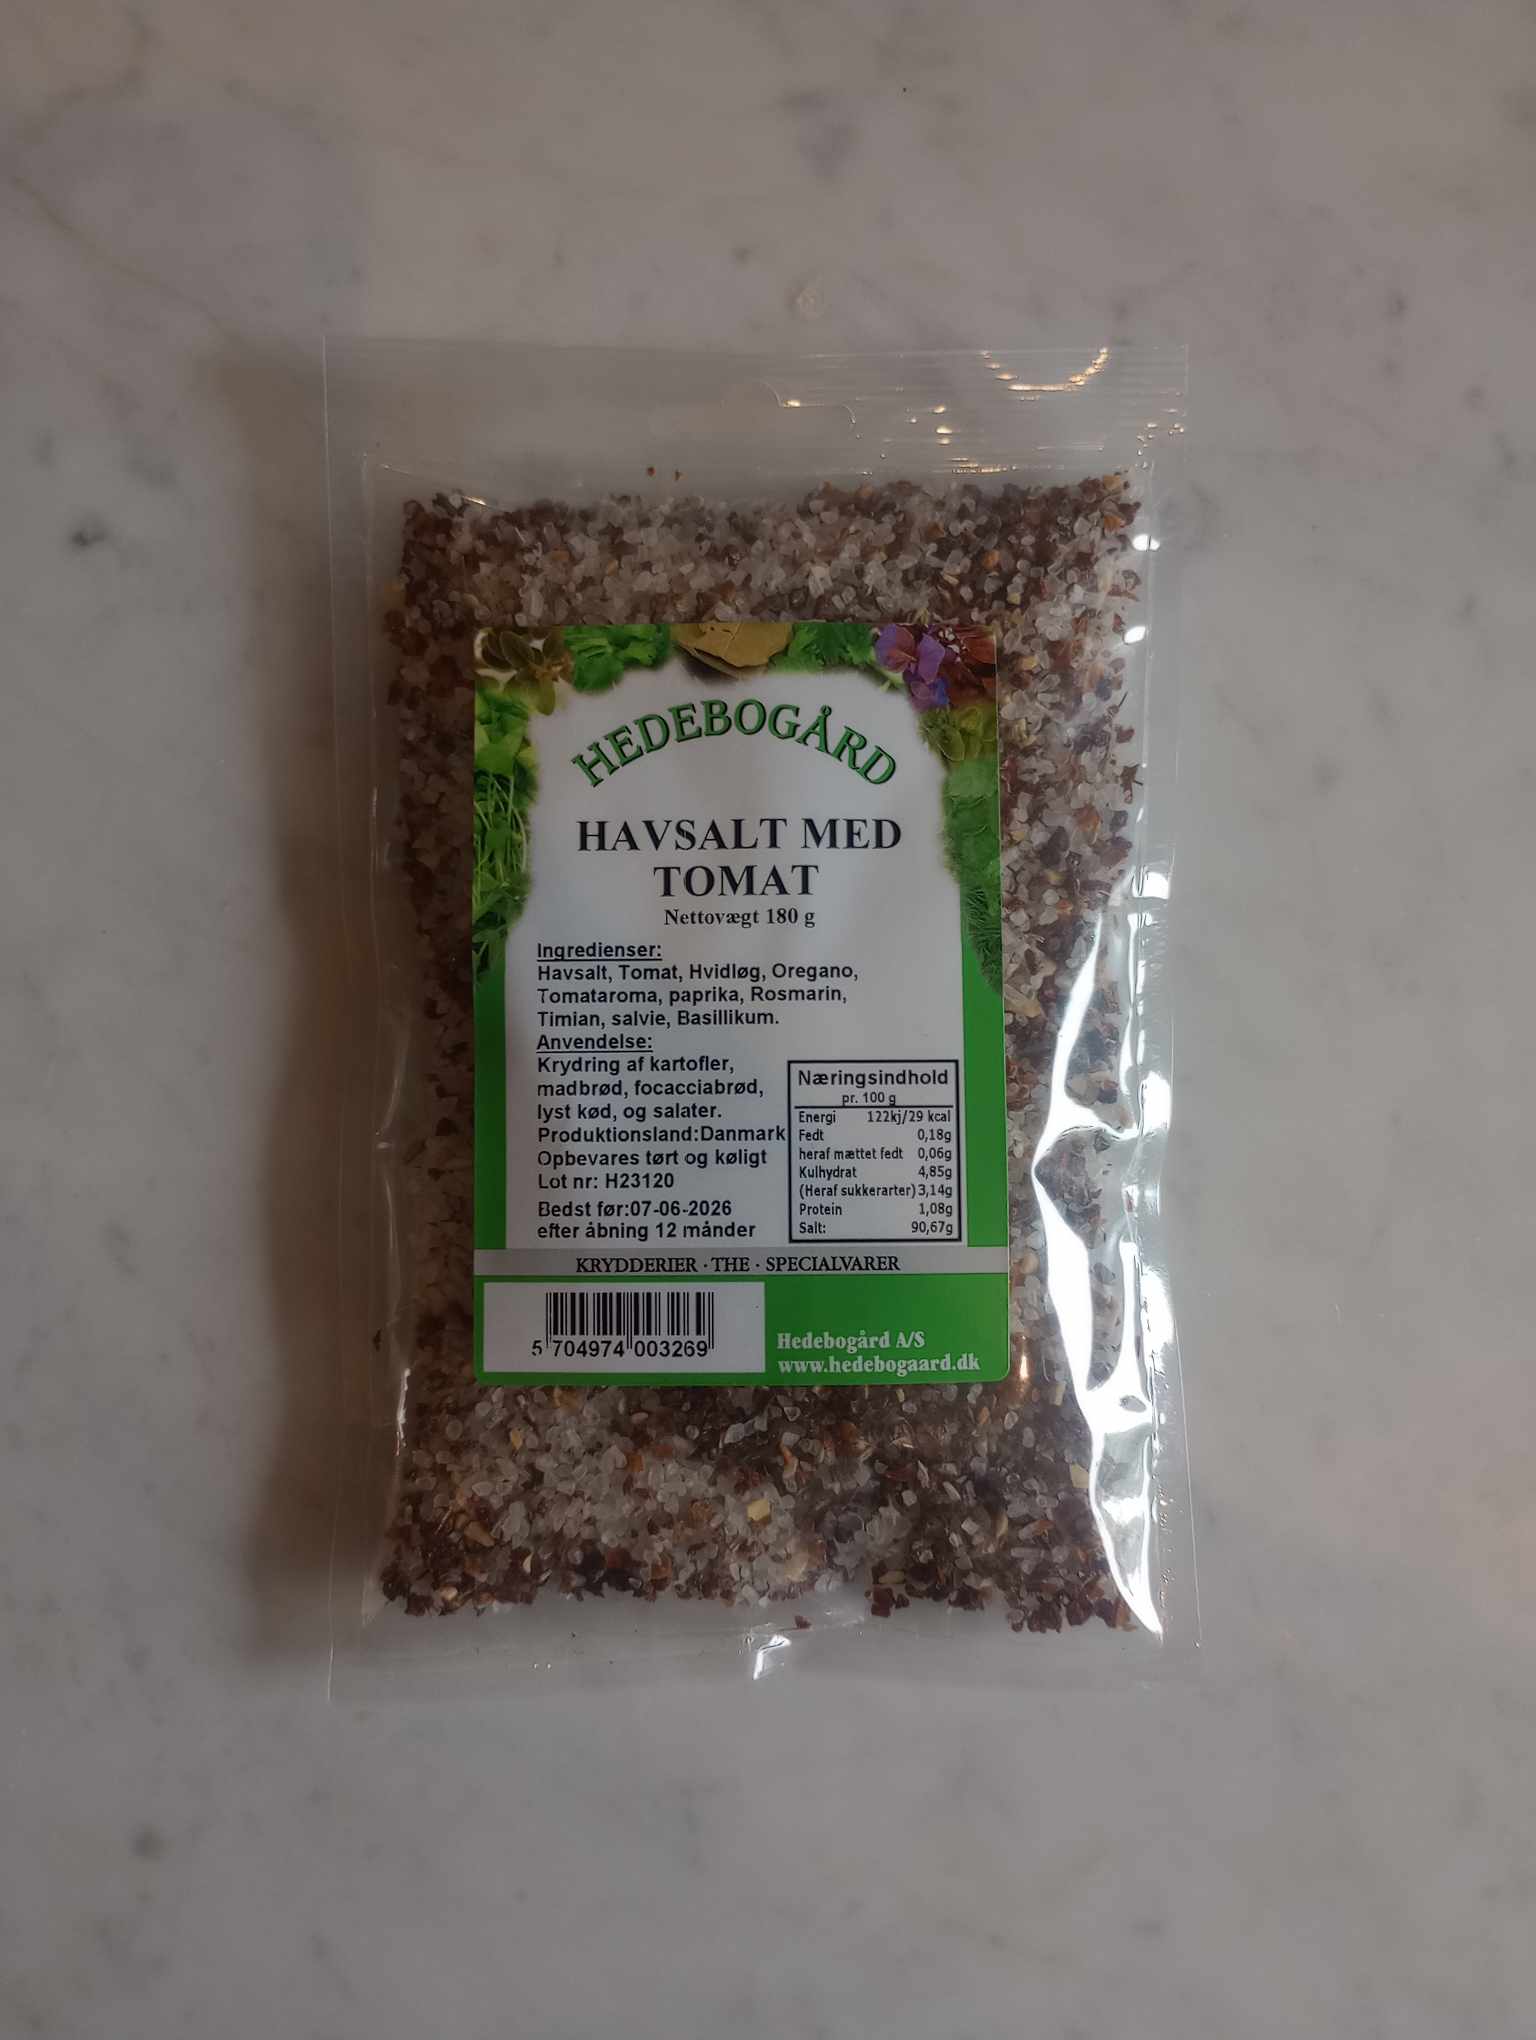 HEDEBOGÅRD
HAVSALT MED
TOMAT
Nettovægt 180 g
Ingredienser:
Havsalt, Tomat, Hvidløg, Oregano,
Tomataroma, paprika, Rosmarin,
Timian, salvie, Basillikum.
Anvendelse:
Krydring af kartofler,
madbrød, focacciabrød,
lyst kød, og salater.
Produktionsland:Danmark
Opbevares tørt og køligt
Lot nr: H23120
Bedst før:07-06-2026
efter åbning 12 månder
Næringsindhold
pr. 100 g
Energi 122kj/29 kcal
Fedt 0,18g
heraf mættet fedt 0,06g
Kulhydrat 4,85g
(Heraf sukkerarter) 3,14g
Protein 1,08g
Salt: 90,67g
KRYDDERIER · THE · SPECIALVARER
5 704974 003269
Hedebogård A/S
www.hedebogaard.dk